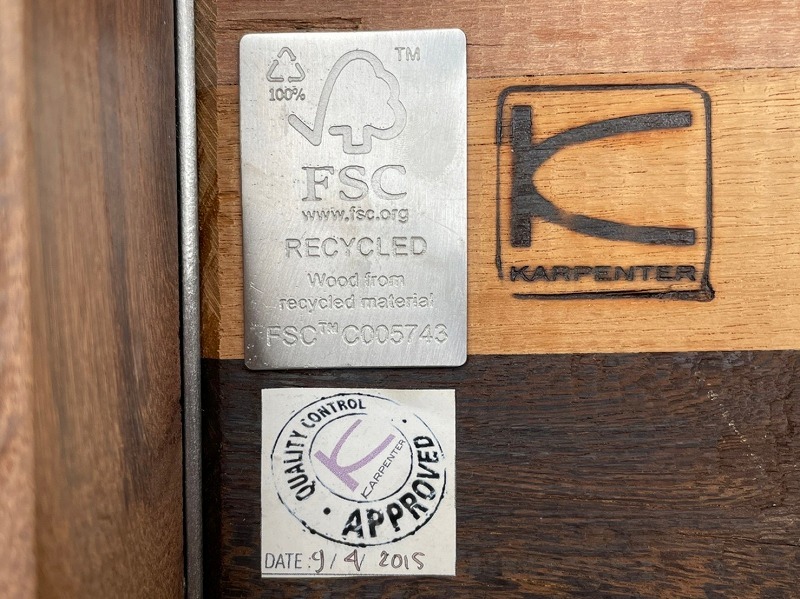 100%
TM
FSC
www.fsc.org
RECYCLED
Wood from
recycled material
FSC™ C005743
K
KARPENTER
QUALITY CONTROL
K
KARPENTER
APPROVED
DATE: 9/4/2015